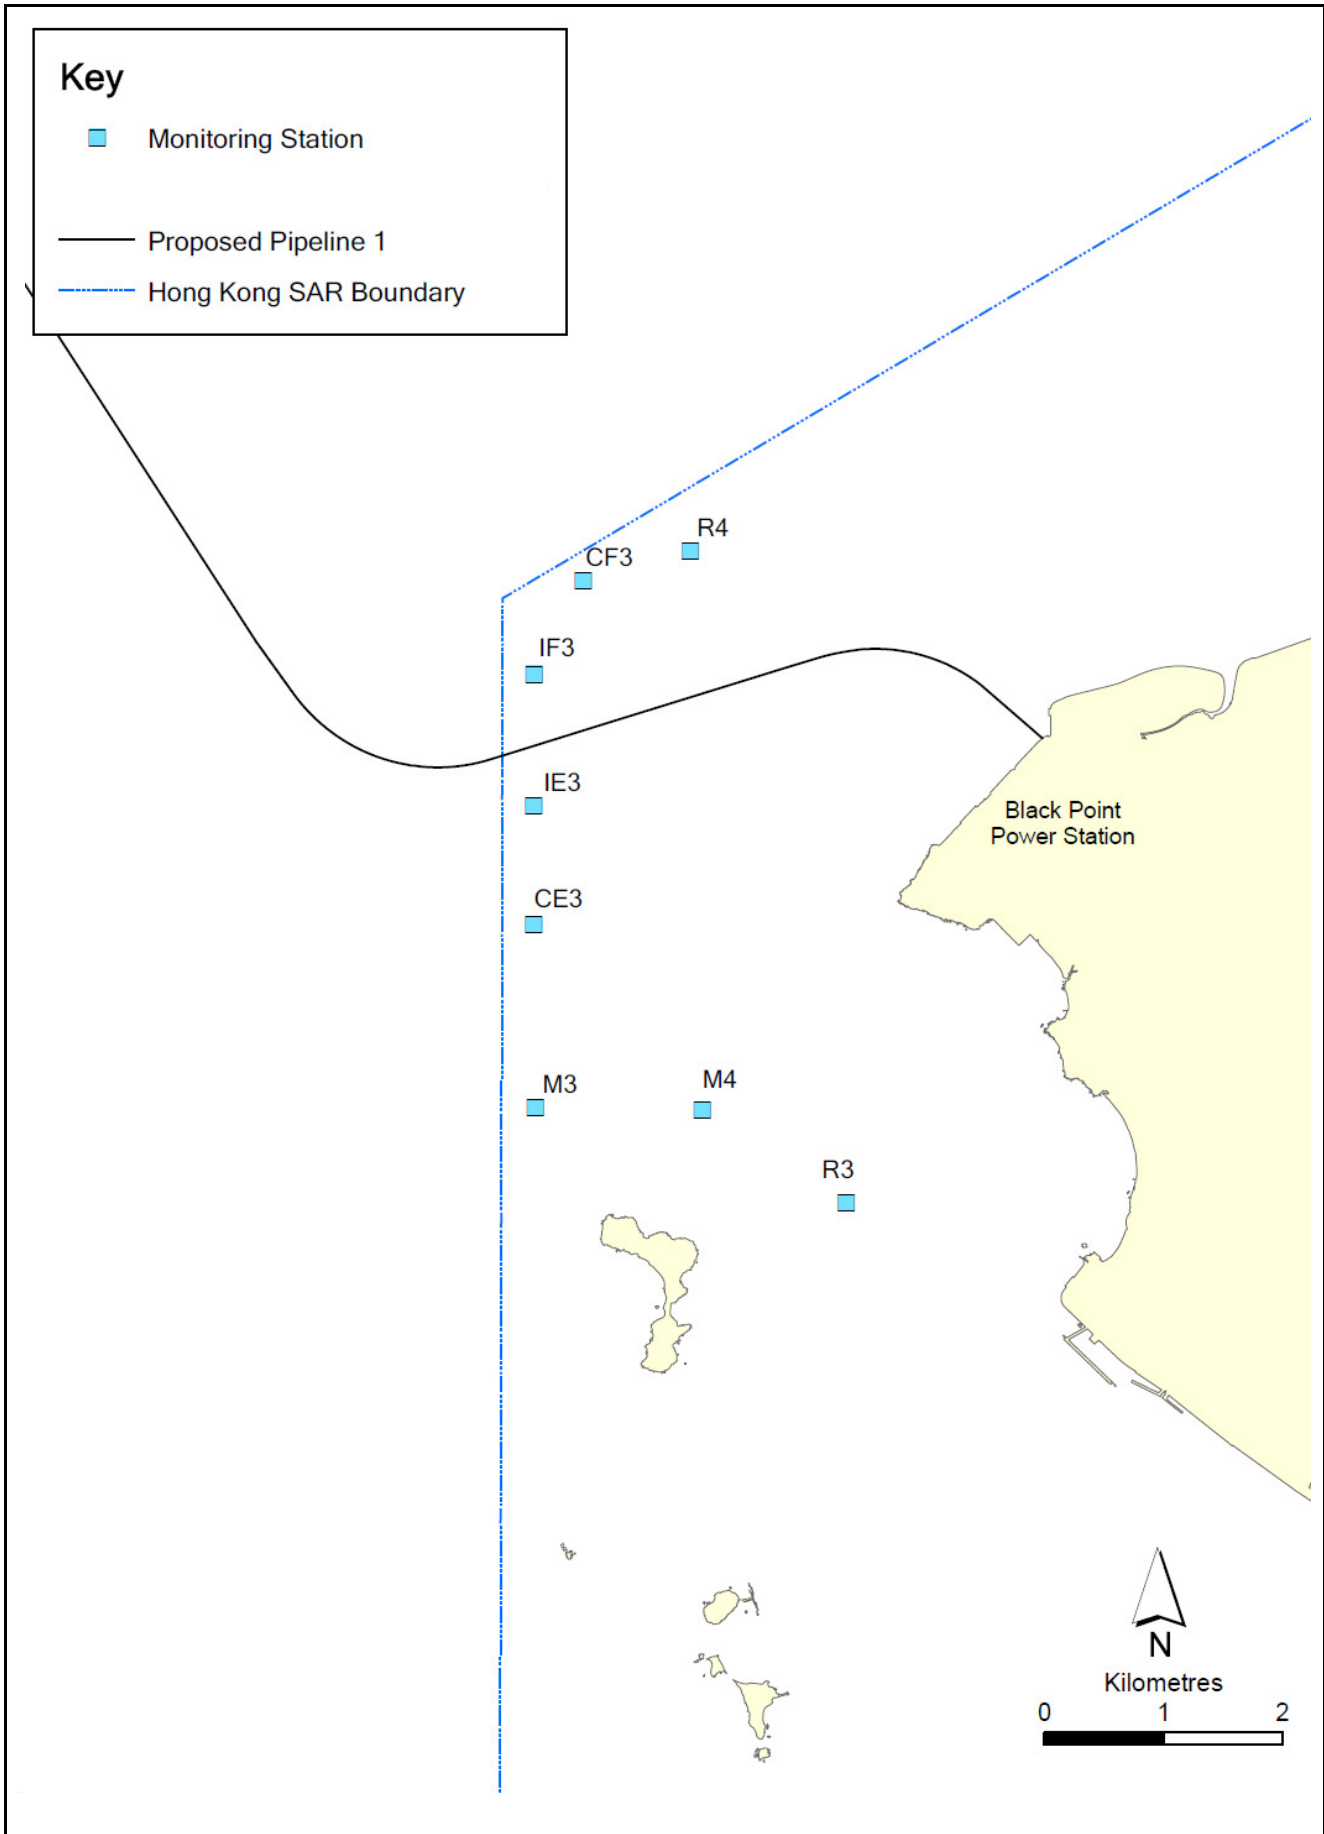 Key
Monitoring Station
Proposed Pipeline 1
Hong Kong SAR Boundary
R4
CF3
IF3
IE3
Black Point
Power Station
CE3
M3
M4
R3
N
Kilometres
0 1 2